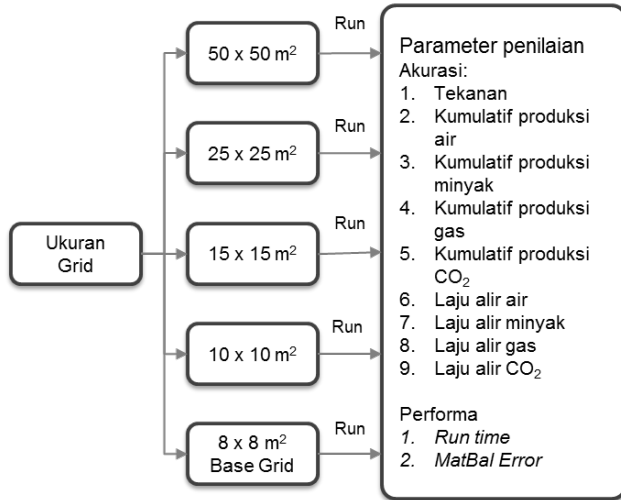 Ukuran
Grid
50 x 50 m²
Run
25 x 25 m²
Run
15 x 15 m²
Run
10 x 10 m²
Run
8 x 8 m²
Base Grid
Run
Parameter penilaian
Akurasi:
1. Tekanan
2. Kumulatif produksi
air
3. Kumulatif produksi
minyak
4. Kumulatif produksi
gas
5. Kumulatif produksi
CO₂
6. Laju alir air
7. Laju alir minyak
8. Laju alir gas
9. Laju alir CO₂
Performa
1. Run time
2. MatBal Error